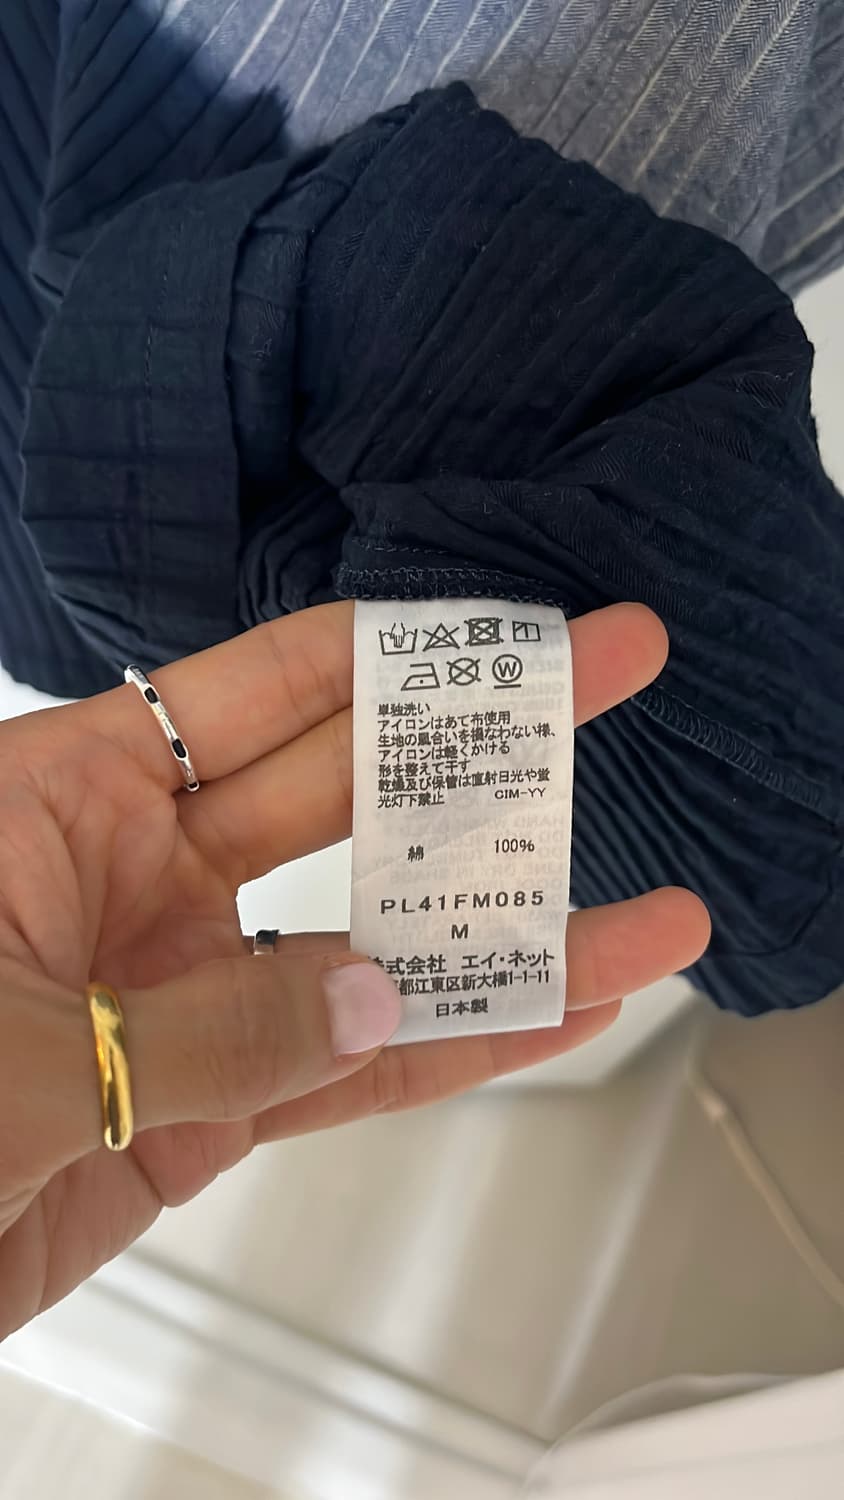 W
単独洗い
アイロンはあて布使用
生地の風合いを損なわない様、
アイロンは軽くかける
形を整えて干す
乾燥及び保管は直射日光や蛍
光灯下禁止 CIM-YY
綿 100%
PL41FM085
M
式会社 エイ・ネット
都江東区新大橋1-1-11
日本製